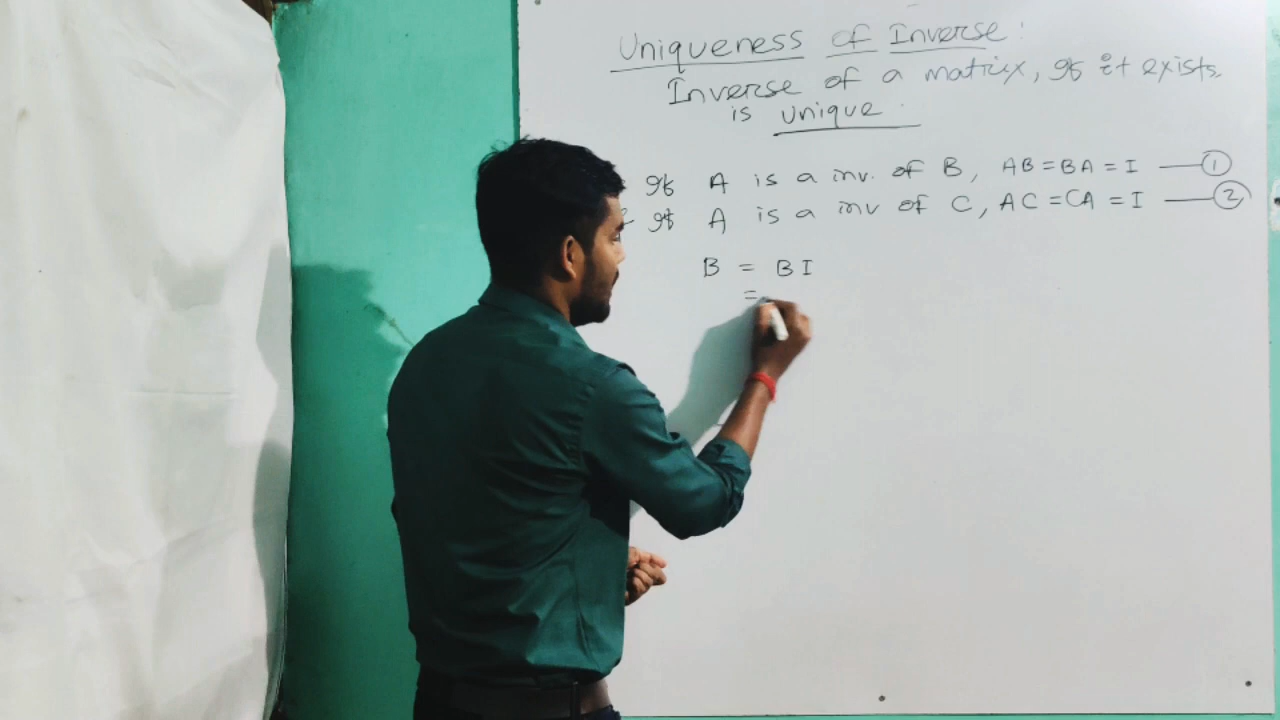 Uniqueness of Inverse :
Inverse of a matrix, If it exists.
is unique.
If A is a inv. of B, AB = BA = I — 1
If A is a inv of C, AC = CA = I — 2
B = BI
=